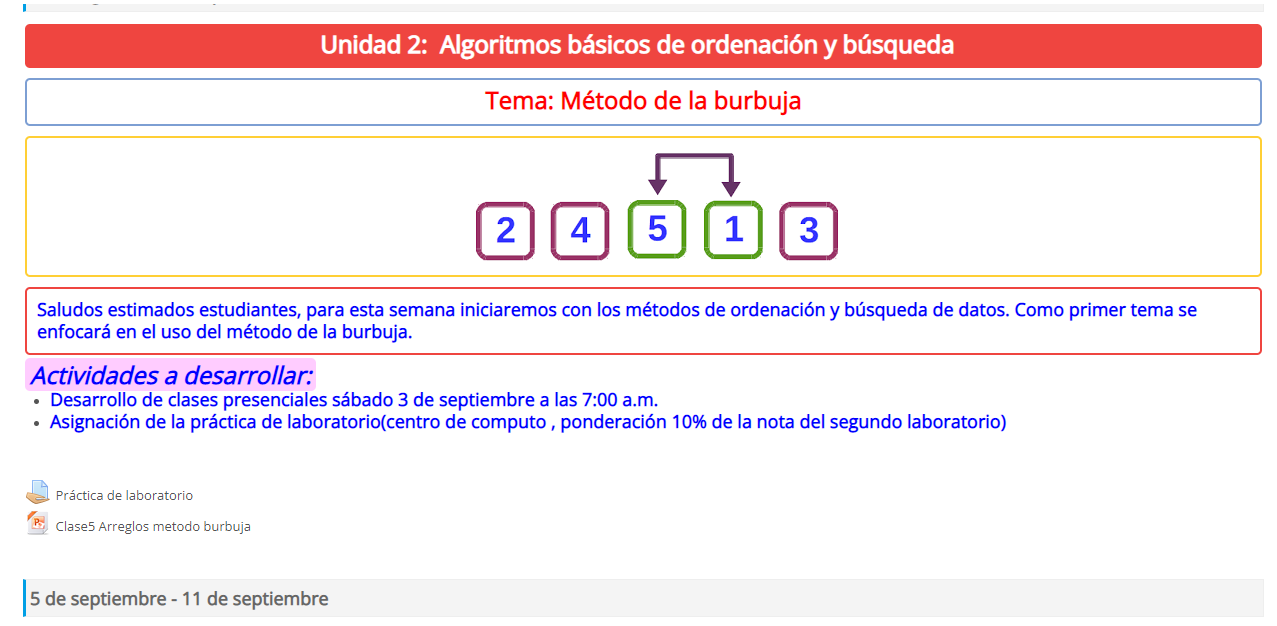 Unidad 2: Algoritmos básicos de ordenación y búsqueda
Tema: Método de la burbuja
2 4 5 1 3
Saludos estimados estudiantes, para esta semana iniciaremos con los métodos de ordenación y búsqueda de datos. Como primer tema se
enfocará en el uso del método de la burbuja.
Actividades a desarrollar:
Desarrollo de clases presenciales sábado 3 de septiembre a las 7:00 a.m.
Asignación de la práctica de laboratorio(centro de computo , ponderación 10% de la nota del segundo laboratorio)
Práctica de laboratorio
Clase5 Arreglos metodo burbuja
5 de septiembre - 11 de septiembre